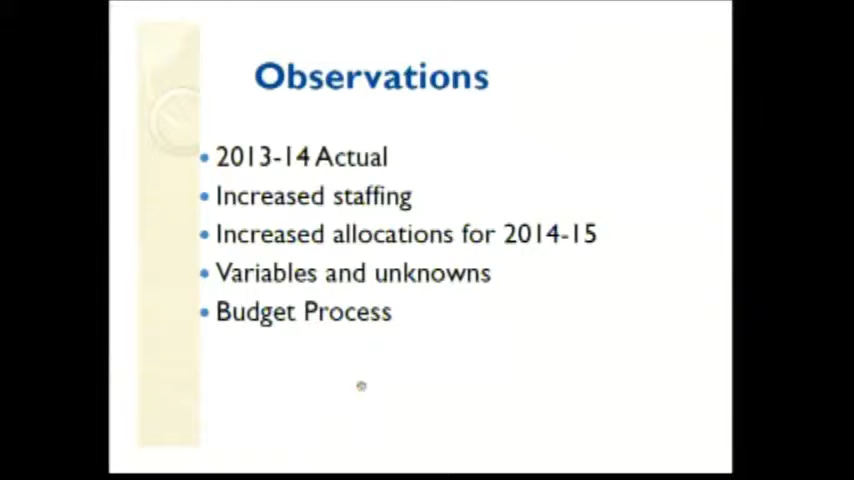 Observations
• 2013-14 Actual
• Increased staffing
• Increased allocations for 2014-15
• Variables and unknowns
• Budget Process